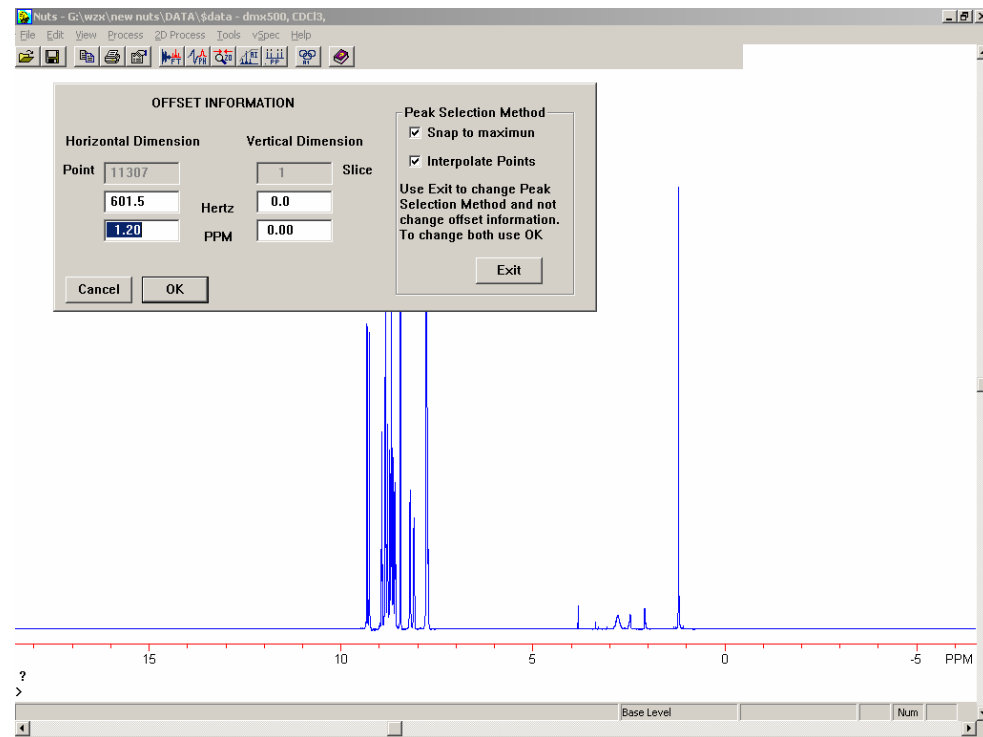 Nuts - G:\wzx\new nuts\DATA\$data - dmx500, CDCl3,
File Edit View Process 2D Process Tools vSpec Help
OFFSET INFORMATION
Horizontal Dimension
Vertical Dimension
Point 11307 1 Slice
601.5 Hertz 0.0
1.20 PPM 0.00
Cancel OK
Peak Selection Method
Snap to maximun
Interpolate Points
Use Exit to change Peak
Selection Method and not
change offset information.
To change both use OK
Exit
15 10 5 0 -5 PPM
?
>
Base Level Num